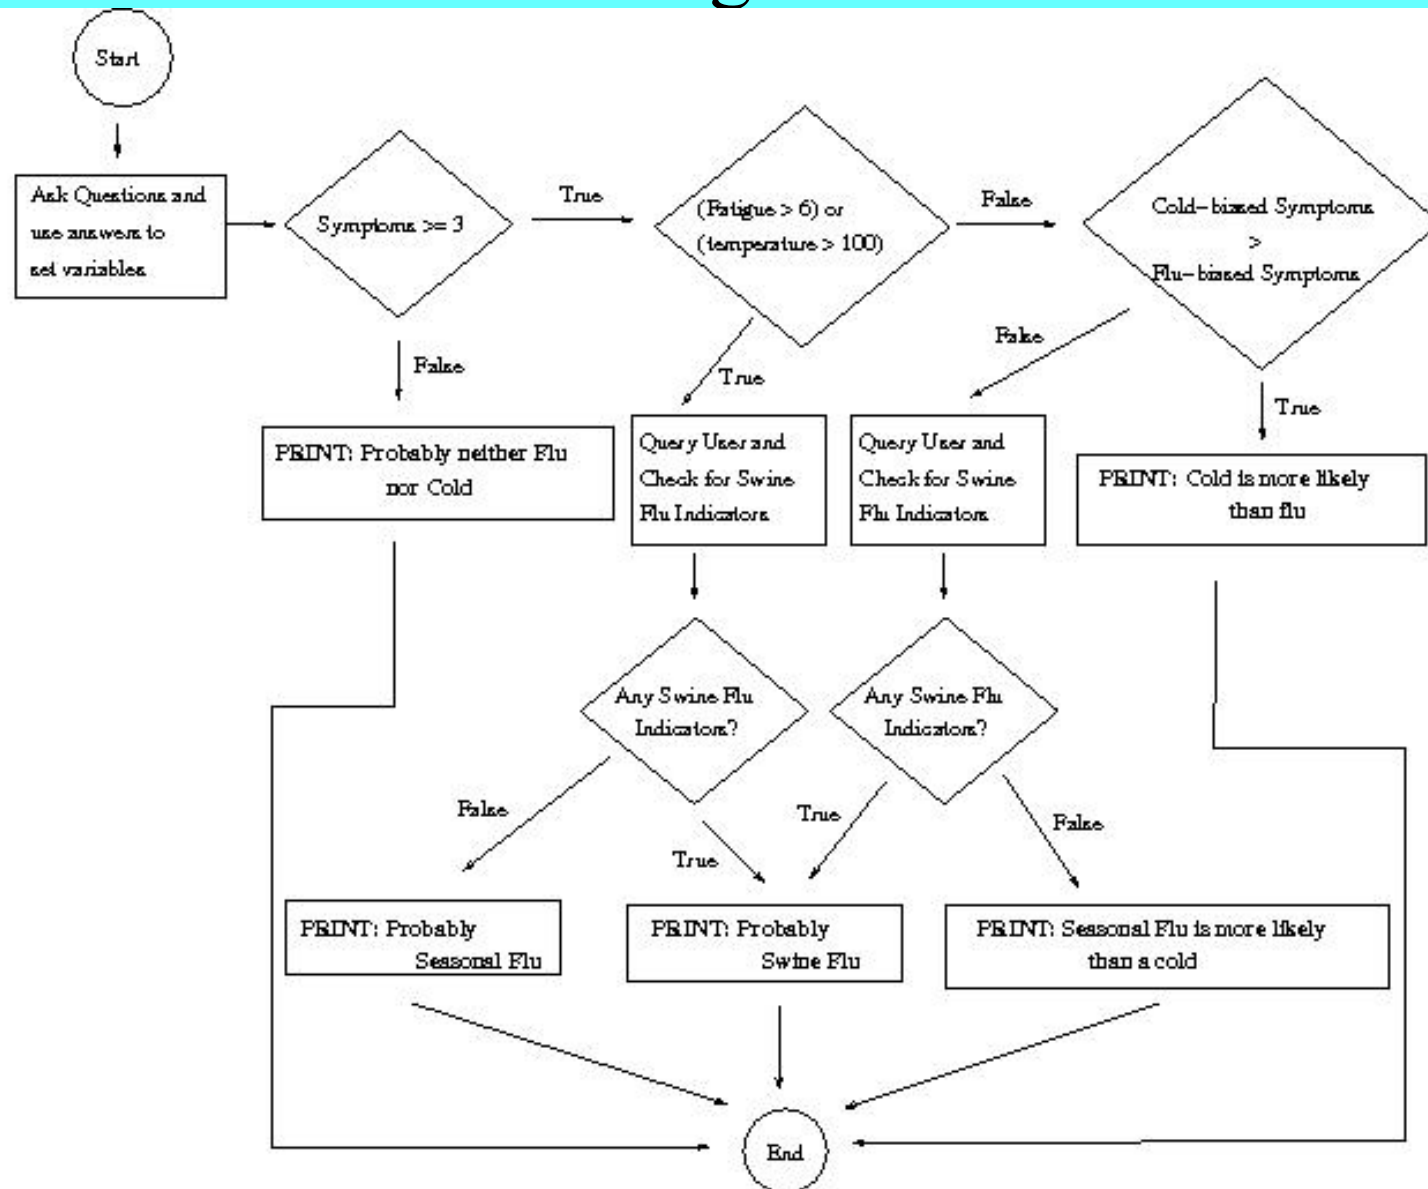 Start
Ask Questions and
use answers to
set variables
Symptoms >= 3
True
False
(Fatigue > 6) or
(temperature > 100)
False
True
Cold-biased Symptoms
>
Flu-biased Symptoms
False
True
PRINT: Probably neither Flu
nor Cold
Query User and
Check for Swine
Flu Indicators
Query User and
Check for Swine
Flu Indicators
PRINT: Cold is more likely
than flu
Any Swine Flu
Indicators?
Any Swine Flu
Indicators?
False
True
True
False
PRINT: Probably
Seasonal Flu
PRINT: Probably
Swine Flu
PRINT: Seasonal Flu is more likely
than a cold
End